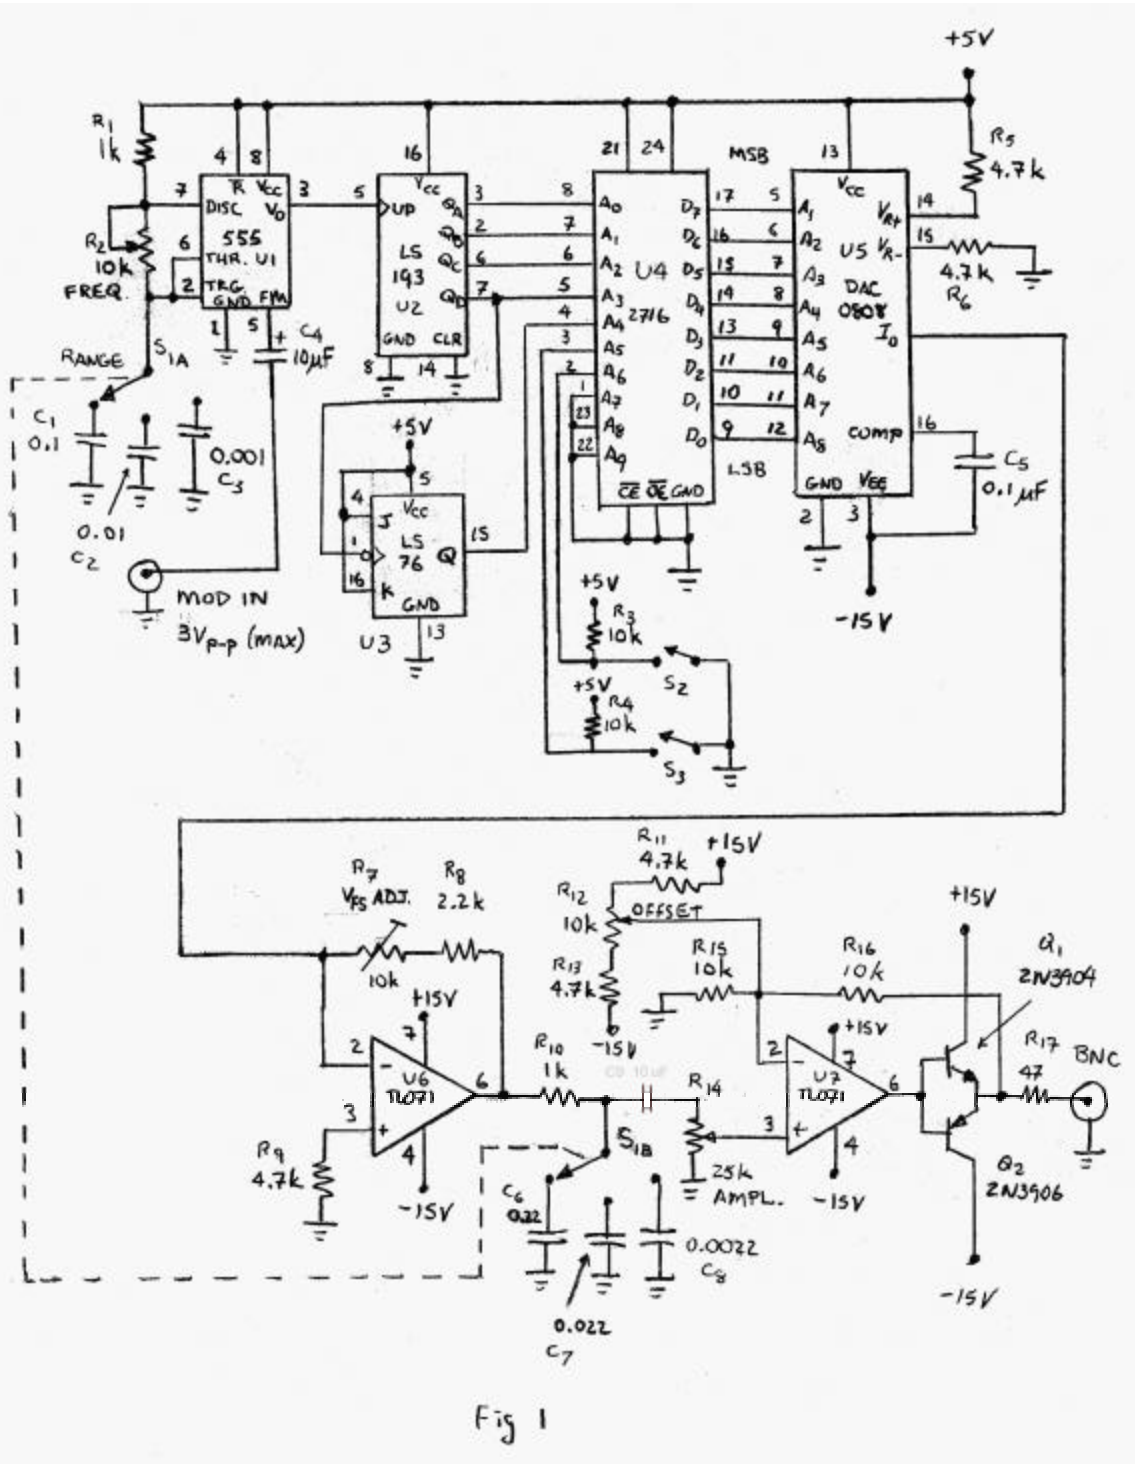 +5V
R1
1k
4 8
R̅ VCC
7 DISC VO 3
555
6 THR. U1
2 TRG.
GND FM
1 5
R2
10k
FREQ.
+ C4
10µF
RANGE S1A
C1
0.1
0.01
C2
0.001
C3
MOD IN
3Vp-p (MAX)
16
VCC
5 UP QA 3
QB 2
LS QC 6
193
U2 QD 7
GND CLR
8 14
+5V
5
VCC
4 J
LS
1 76 Q 15
16 K
GND
U3 13
21 24
8 A0 D7 17
7 A1 D6 16
6 A2 D5 15
U4
5 A3 D4 14
2716
4 A4 D3 13
3 A5 D2 11
2 A6 D1 10
1 A7 D0 9
23 A8
22 A9
C̅E̅ O̅E̅ GND
MSB
LSB
13
VCC
5 A1 VR+ 14
6 A2 VR- 15
U5
7 A3 DAC
8 A4 0808
9 A5 IO
10 A6
11 A7 COMP 16
12 A8
GND VEE
2 3
R5
4.7k
4.7k
R6
C5
0.1µF
-15V
+5V
R3
10k
S2
+5V
R4
10k
S3
R7
VFS ADJ.
10k
R8
2.2k
+15V
7
2 -
U6
TL071 6
3 +
4
-15V
R9
4.7k
R10
1k
S1B
C6
0.22
0.022
C7
0.0022
C8
C9 10uF
R11
4.7k
+15V
R12
10k OFFSET
R13
4.7k
-15V
R14
25k
AMPL.
R15
10k
R16
10k
+15V
7
2 -
U7
TL071 6
3 +
4
-15V
+15V
Q1
2N3904
R17
47
BNC
Q2
2N3906
-15V
Fig 1